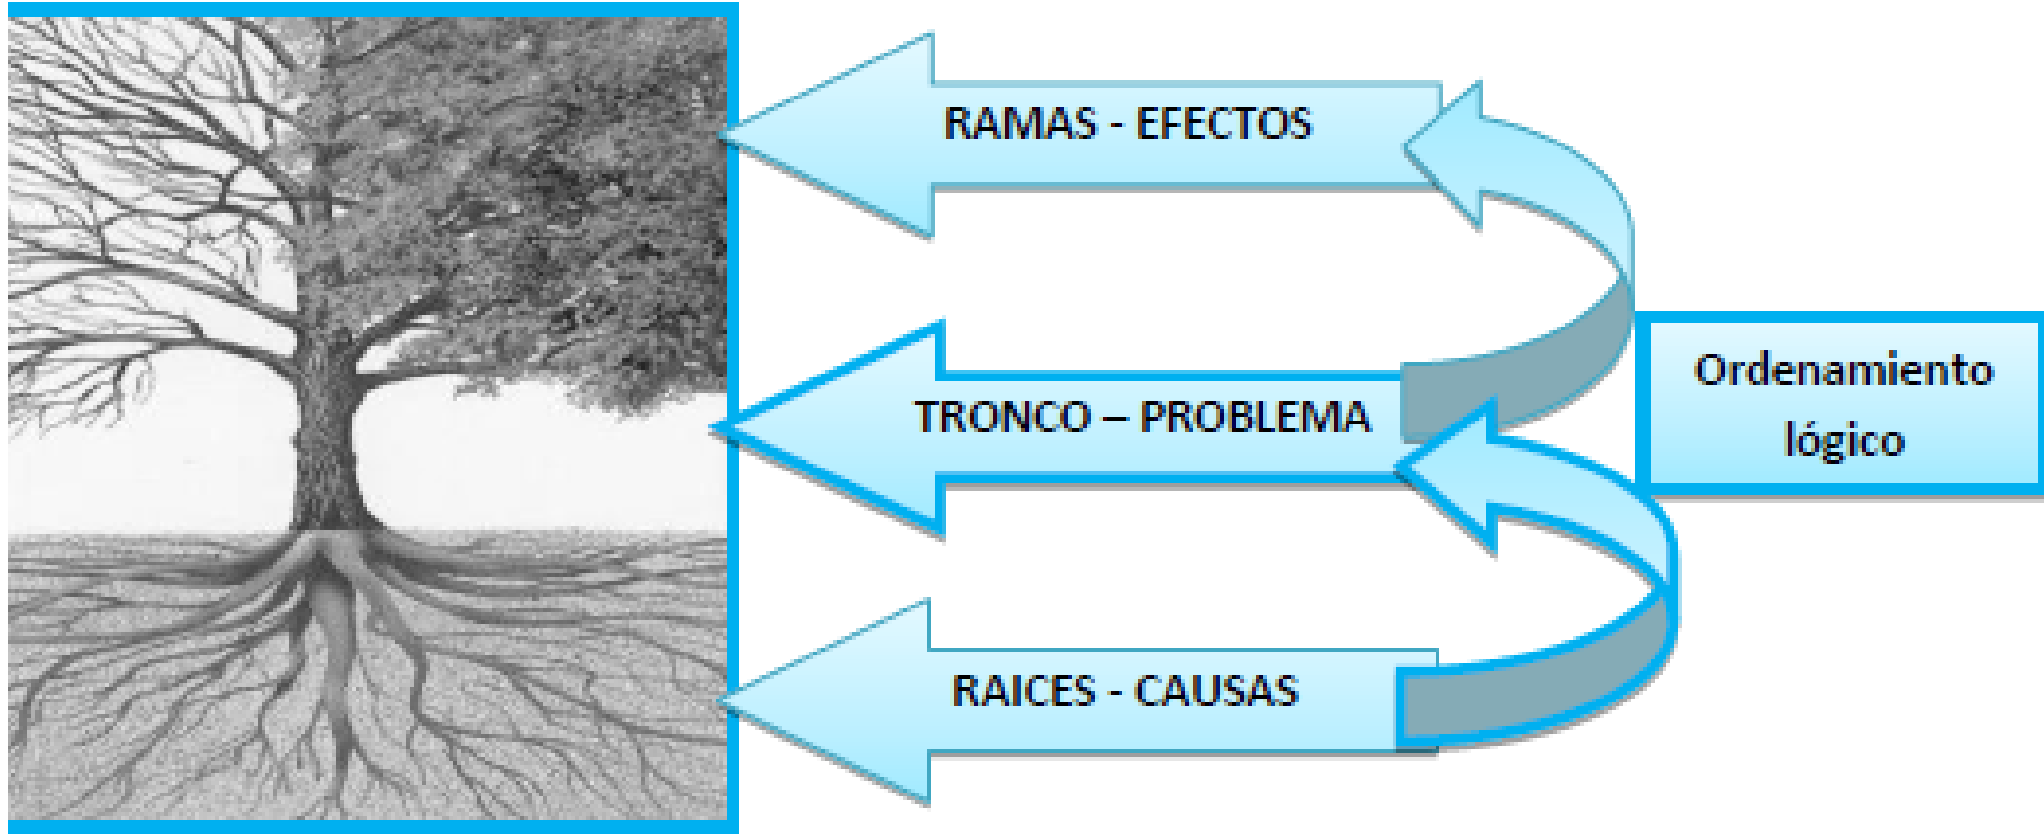 RAMAS - EFECTOS
TRONCO – PROBLEMA
Ordenamiento
lógico
RAICES - CAUSAS